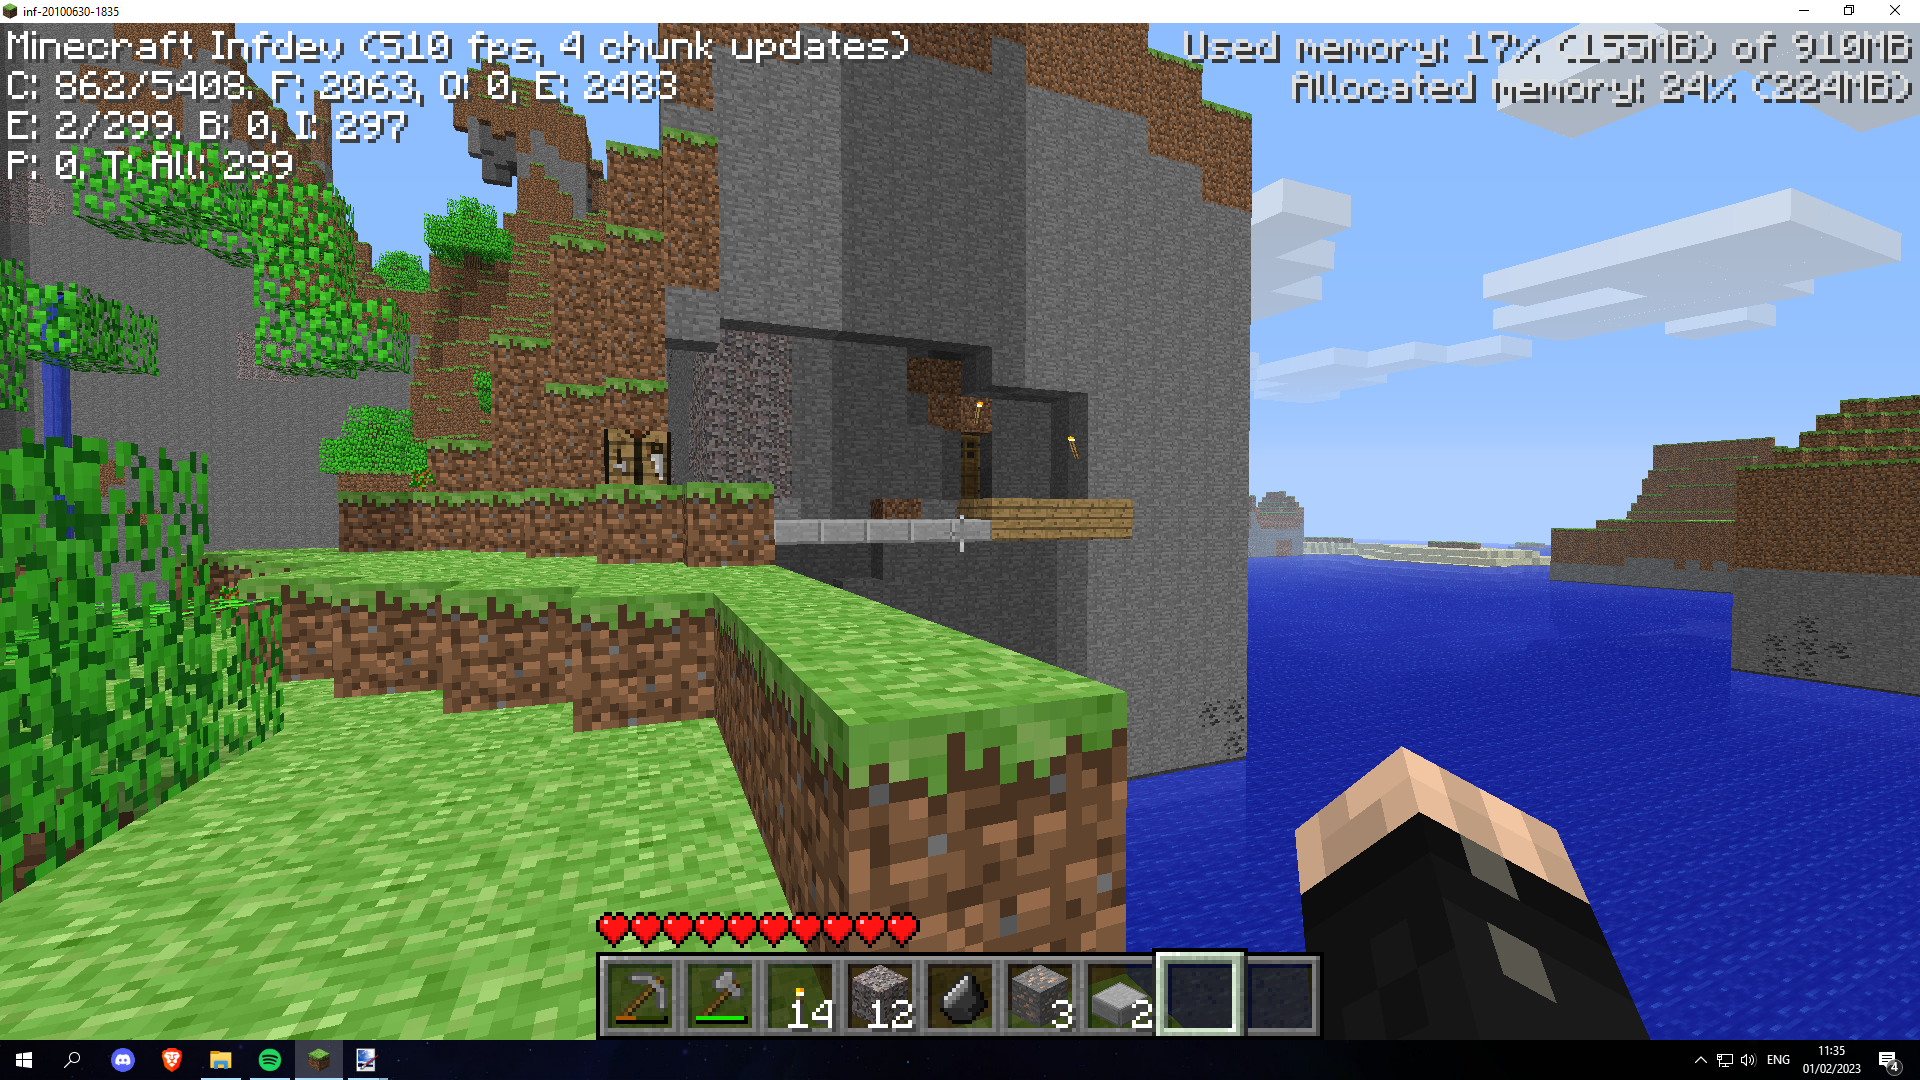 inf-20100630-1835
Minecraft Infdev (510 fps, 4 chunk updates)
C: 862/5408, F: 2063, O: 0, E: 2483
E: 2/299, B: 0, I: 297
P: 0, T: All: 299
Used memory: 17% (155MB) of 910MB
Allocated memory: 24% (224MB)
14
12
3
2
ENG
11:35
01/02/2023
4